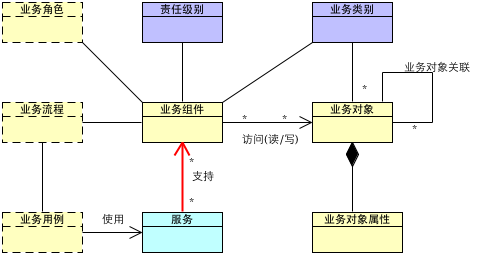 业务角色
责任级别
业务类别
*
业务对象关联
业务流程
业务组件
*
*
业务对象
*
访问(读/写)
*
支持
*
业务用例
使用
服务
业务对象属性